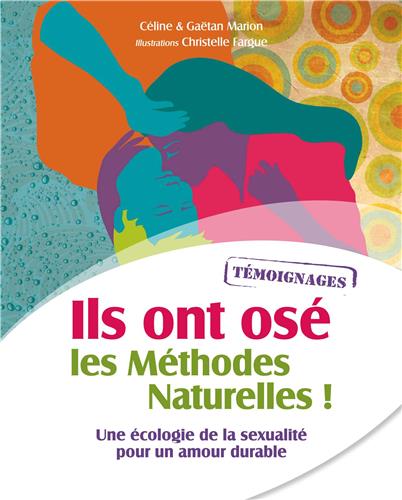 Céline & Gaëtan Marion
Illustrations Christelle Fargue
TÉMOIGNAGES
Ils ont osé
les Méthodes
Naturelles !
Une écologie de la sexualité
pour un amour durable